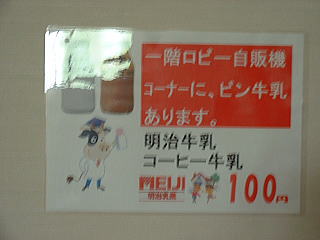 一階ロビー自販機
コーナーに、ビン牛乳
あります。
明治牛乳
コーヒー牛乳
MEIJI
明治乳業
100円